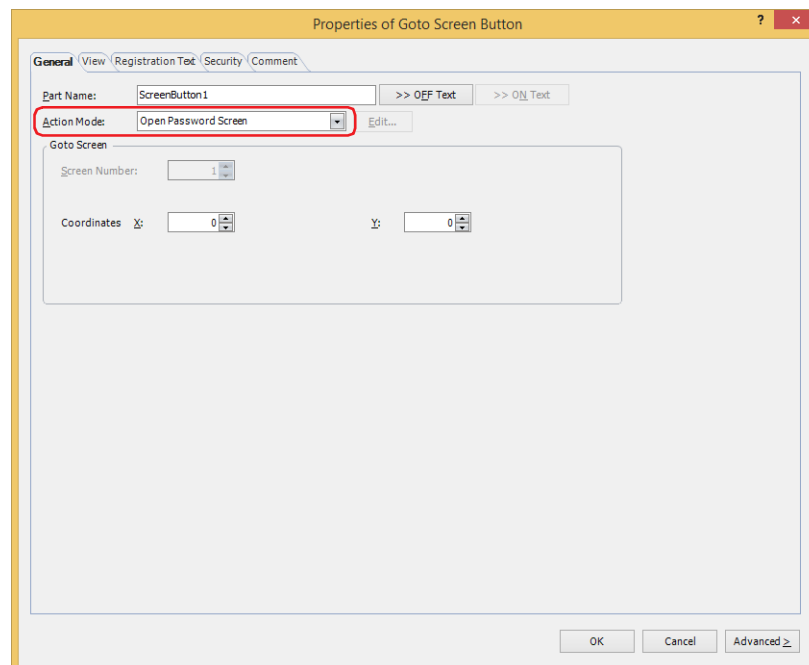 Properties of Goto Screen Button ?
General View Registration Text Security Comment
Part Name: ScreenButton1 >> OFF Text >> ON Text
Action Mode: Open Password Screen Edit...
Goto Screen
Screen Number: 1
Coordinates X: 0 Y: 0
OK Cancel Advanced >